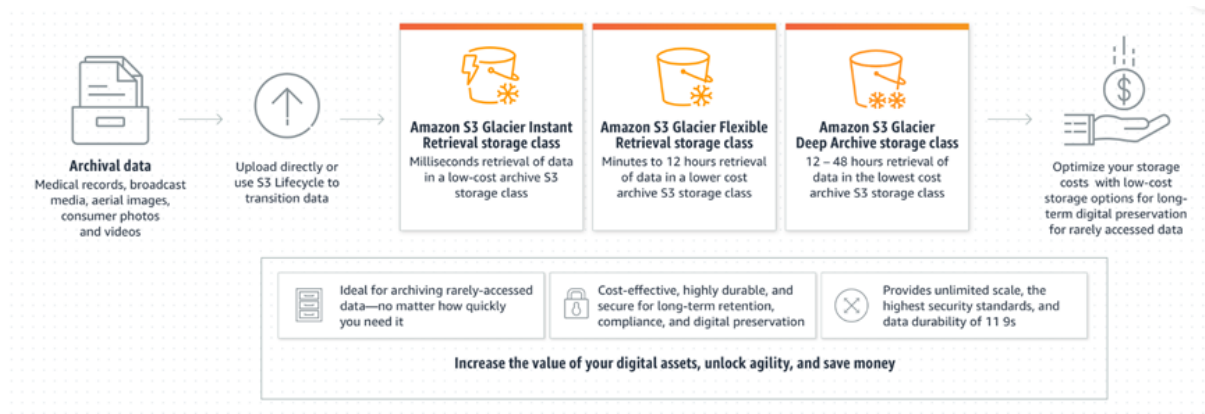 Archival data
Medical records, broadcast
media, aerial images,
consumer photos
and videos
Upload directly or
use S3 Lifecycle to
transition data
Amazon S3 Glacier Instant
Retrieval storage class
Milliseconds retrieval of data
in a low-cost archive S3
storage class
Amazon S3 Glacier Flexible
Retrieval storage class
Minutes to 12 hours retrieval
of data in a lower cost
archive S3 storage class
Amazon S3 Glacier
Deep Archive storage class
12 – 48 hours retrieval of
data in the lowest cost
archive S3 storage class
$
Optimize your storage
costs with low-cost
storage options for long-
term digital preservation
for rarely accessed data
Ideal for archiving rarely-accessed
data—no matter how quickly
you need it
Cost-effective, highly durable, and
secure for long-term retention,
compliance, and digital preservation
Provides unlimited scale, the
highest security standards, and
data durability of 11 9s
Increase the value of your digital assets, unlock agility, and save money